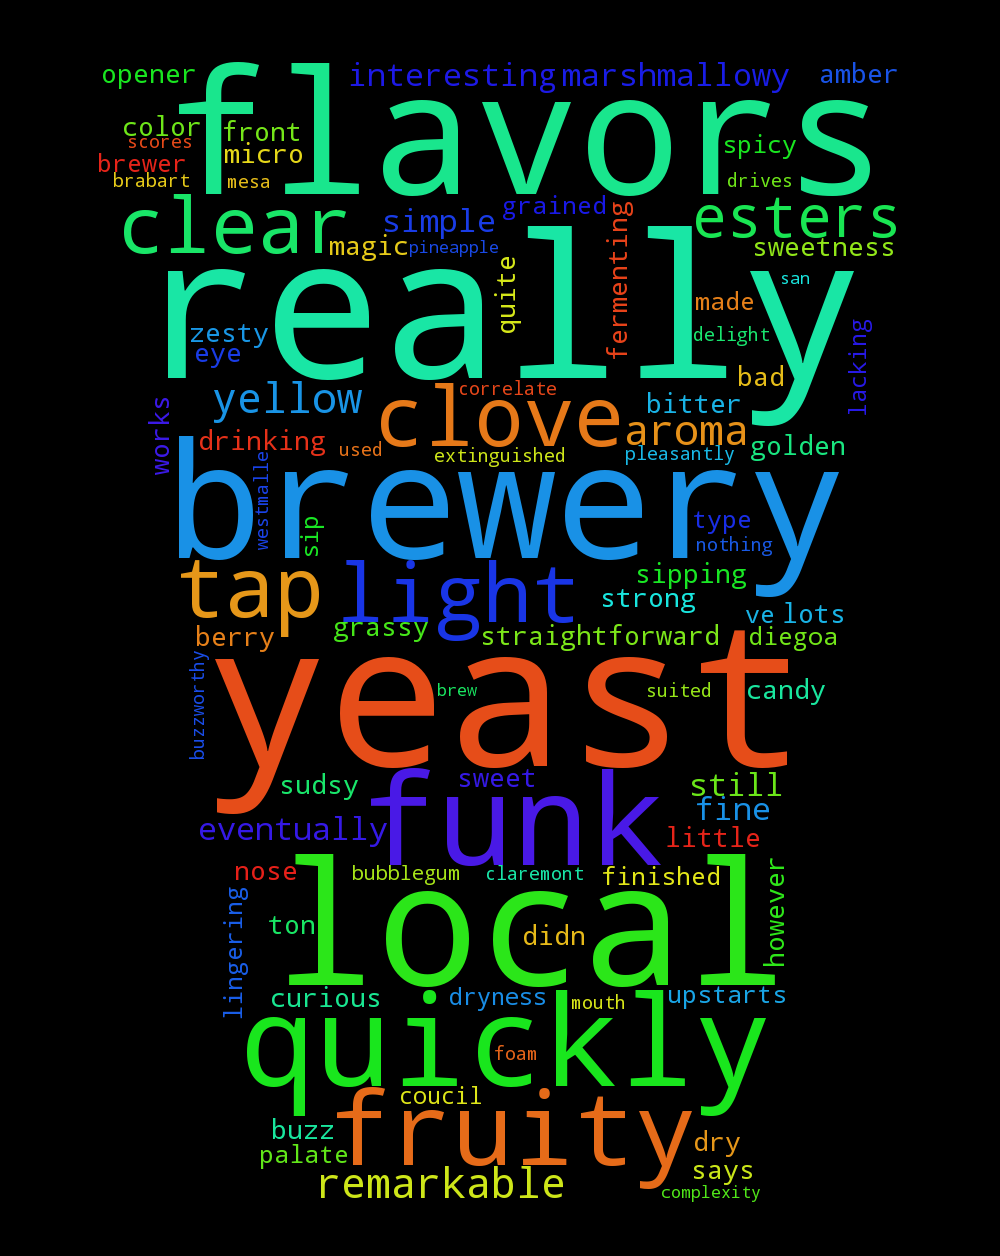 opener interesting marshmallowy amber
flavors
color front
scores micro spicy
brewer
brabart mesa drives
clear simple grained esters
magic pineapple sweetness
really
quite fermenting san
made
zesty delight
eye lacking
bad
yellow correlate
works clove bitter
aroma
drinking used extinguished pleasantly golden
brewery
westmalle type
sip nothing
tap light sipping
strong
ve lots
berry grassy straightforward diegoa
yeast
buzzworthy brew suited candy
sudsy sweet still
funk fine
eventually little
nose bubblegum claremont finished
local
lingering ton didn however
curious dryness mouth upstarts
quickly
foam
coucil
fruity
buzz dry
palate says
remarkable complexity